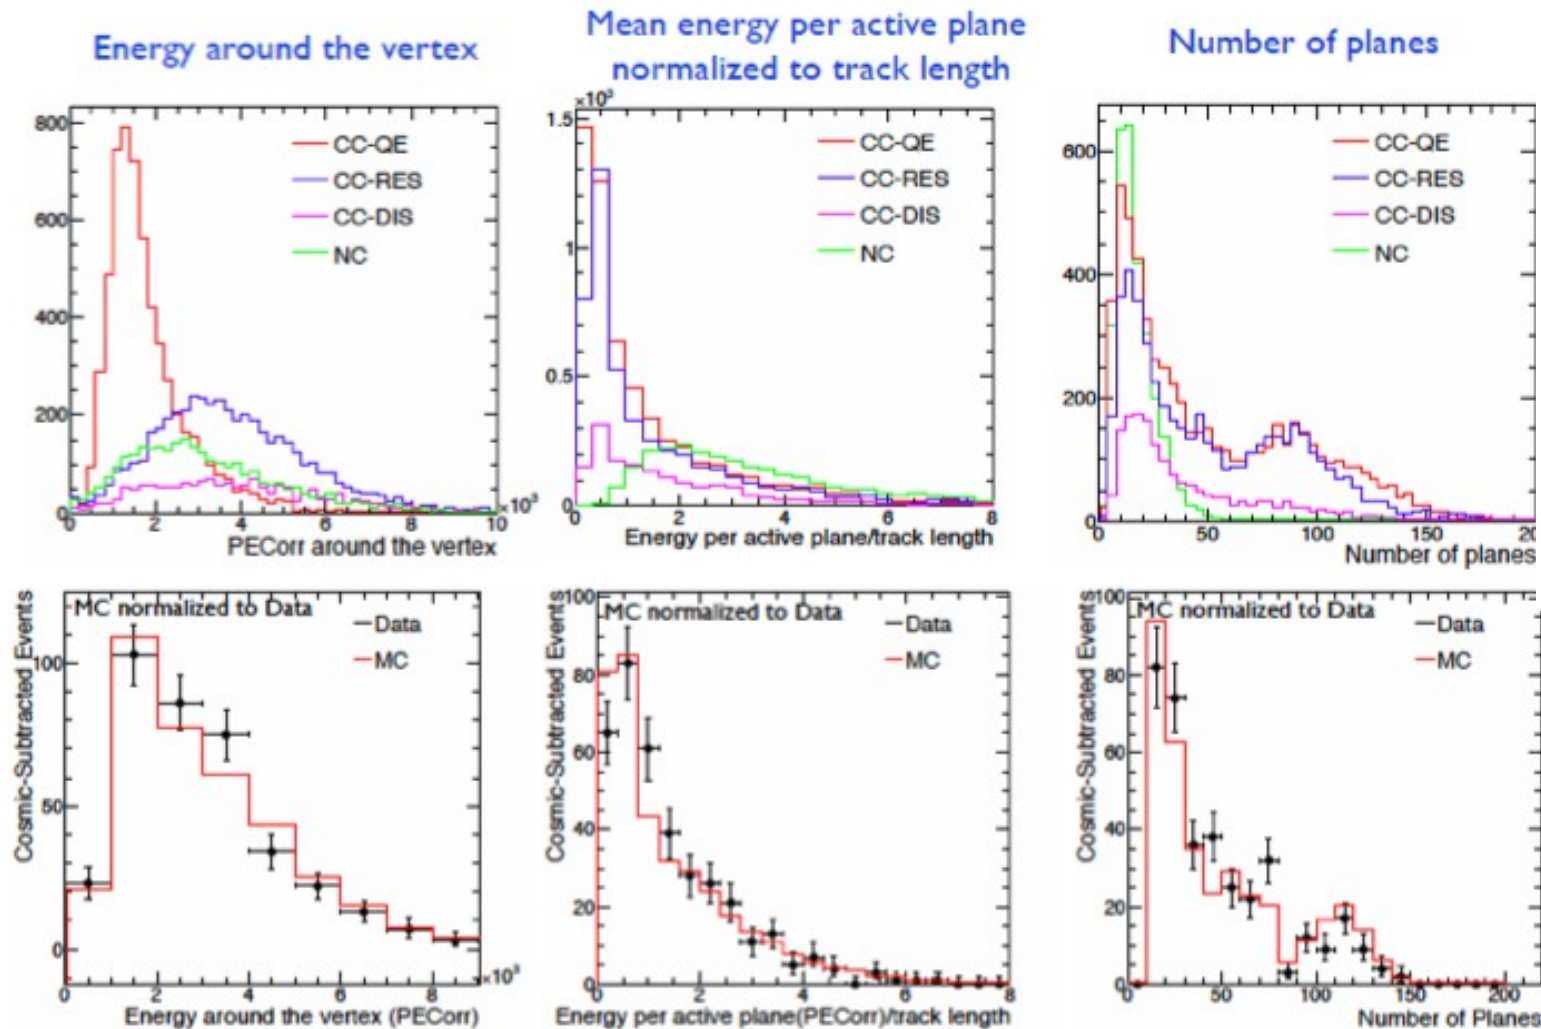 Energy around the vertex
Mean energy per active plane
normalized to track length
Number of planes
800
600
400
200
0
0 2 4 6 8 10 ×10³
PECorr around the vertex
CC-QE
CC-RES
CC-DIS
NC
×10³
1.5
1
0.5
0
0 2 4 6 8
Energy per active plane/track length
CC-QE
CC-RES
CC-DIS
NC
600
400
200
0
0 50 100 150 20
Number of planes
CC-QE
CC-RES
CC-DIS
NC
Cosmic-Subtracted Events
MC normalized to Data
Data
MC
100
50
0
0 2 4 6 8 ×10³
Energy around the vertex (PECorr)
Cosmic-Subtracted Events
MC normalized to Data
Data
MC
100
80
60
40
20
0
0 2 4 6 8
Energy per active plane(PECorr)/track length
Cosmic-Subtracted Events
MC normalized to Data
Data
MC
100
80
60
40
20
0
0 50 100 150 200
Number of Planes